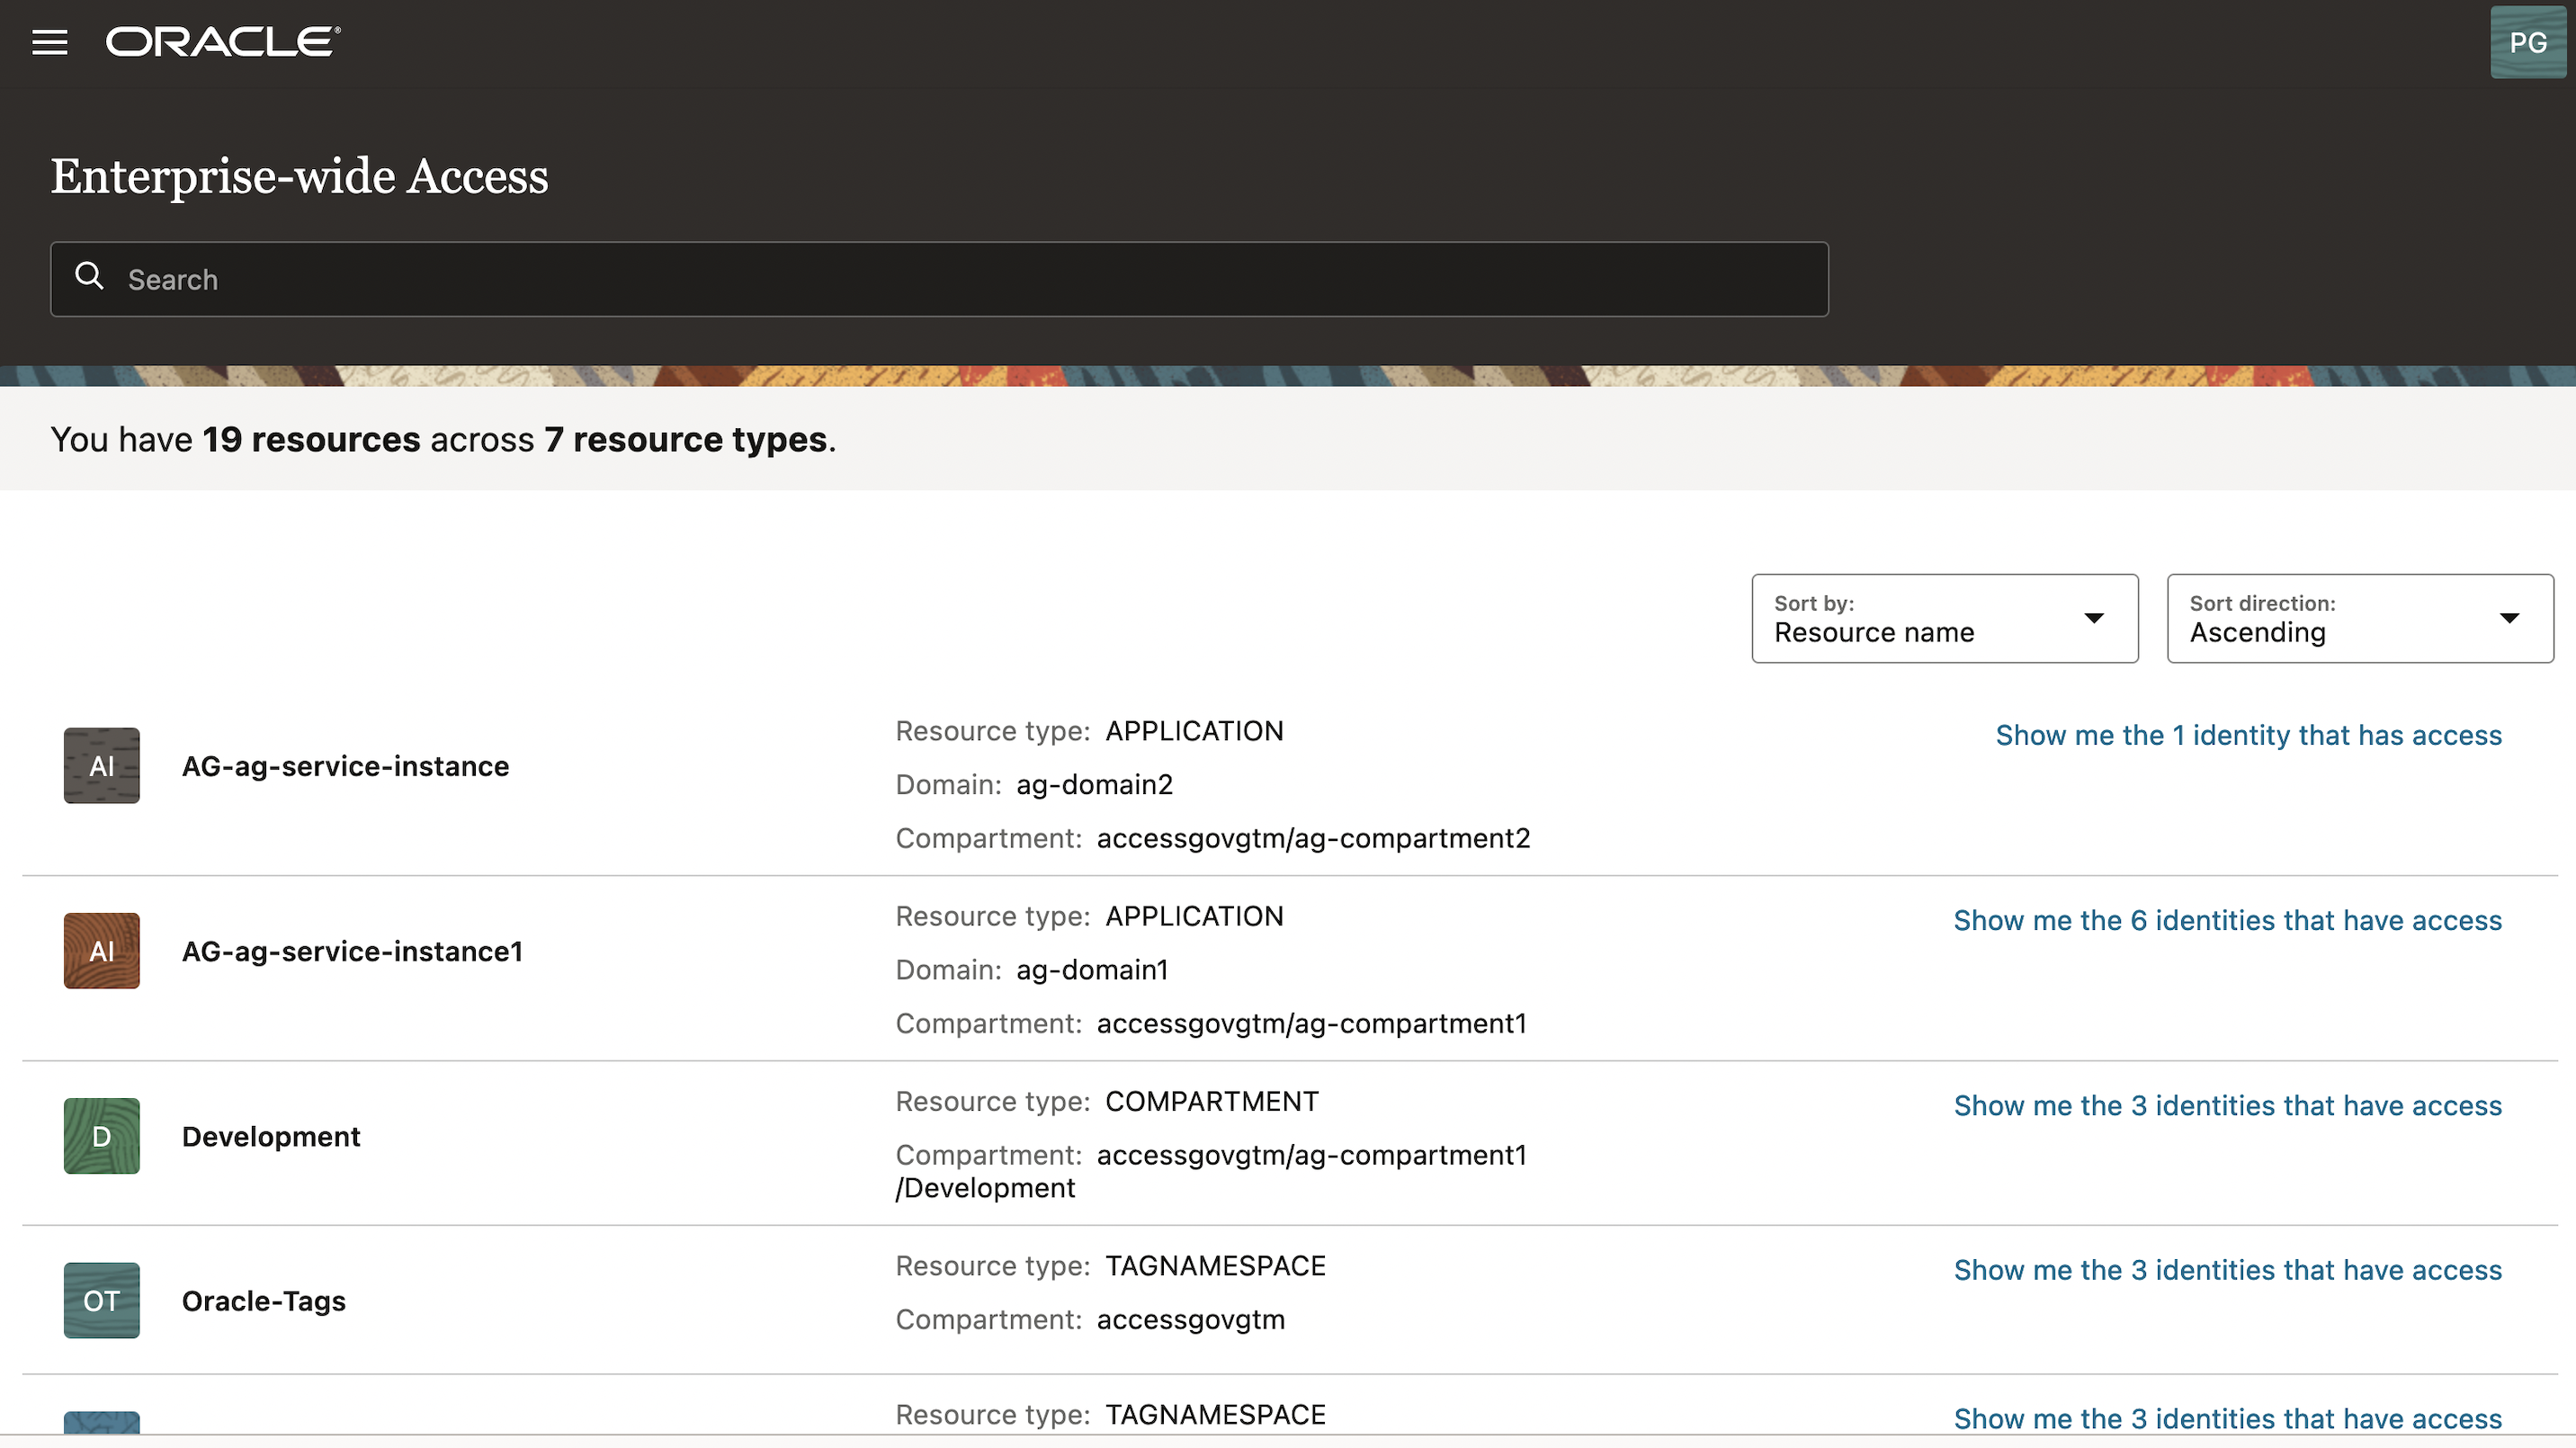 ORACLE®
PG
Enterprise-wide Access
Search
You have 19 resources across 7 resource types.
Sort by:
Resource name
Sort direction:
Ascending
AI
AG-ag-service-instance
Resource type: APPLICATION
Domain: ag-domain2
Compartment: accessgovgtm/ag-compartment2
Show me the 1 identity that has access
AI
AG-ag-service-instance1
Resource type: APPLICATION
Domain: ag-domain1
Compartment: accessgovgtm/ag-compartment1
Show me the 6 identities that have access
D
Development
Resource type: COMPARTMENT
Compartment: accessgovgtm/ag-compartment1
/Development
Show me the 3 identities that have access
OT
Oracle-Tags
Resource type: TAGNAMESPACE
Compartment: accessgovgtm
Show me the 3 identities that have access
Resource type: TAGNAMESPACE
Show me the 3 identities that have access